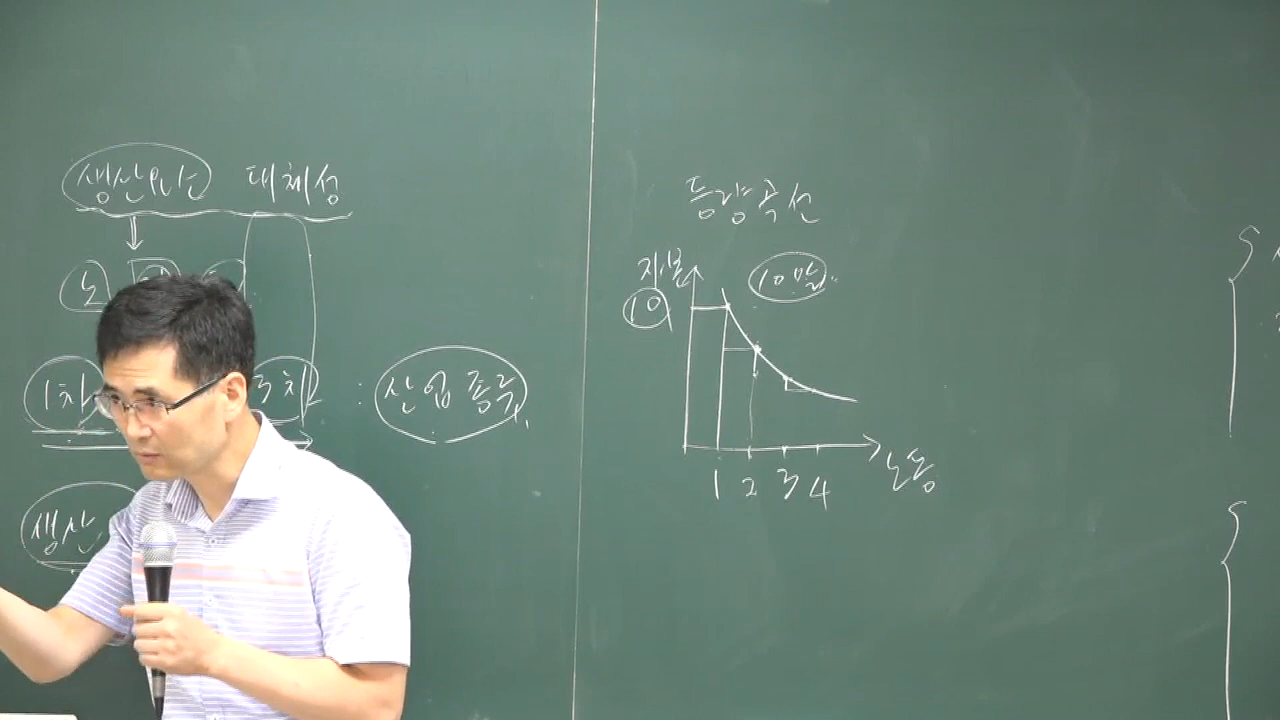 생산요소 대체성
노
1차 3차 : 산업 종류
생산
등량곡선
자본
10 10만
1 2 3 4 노동